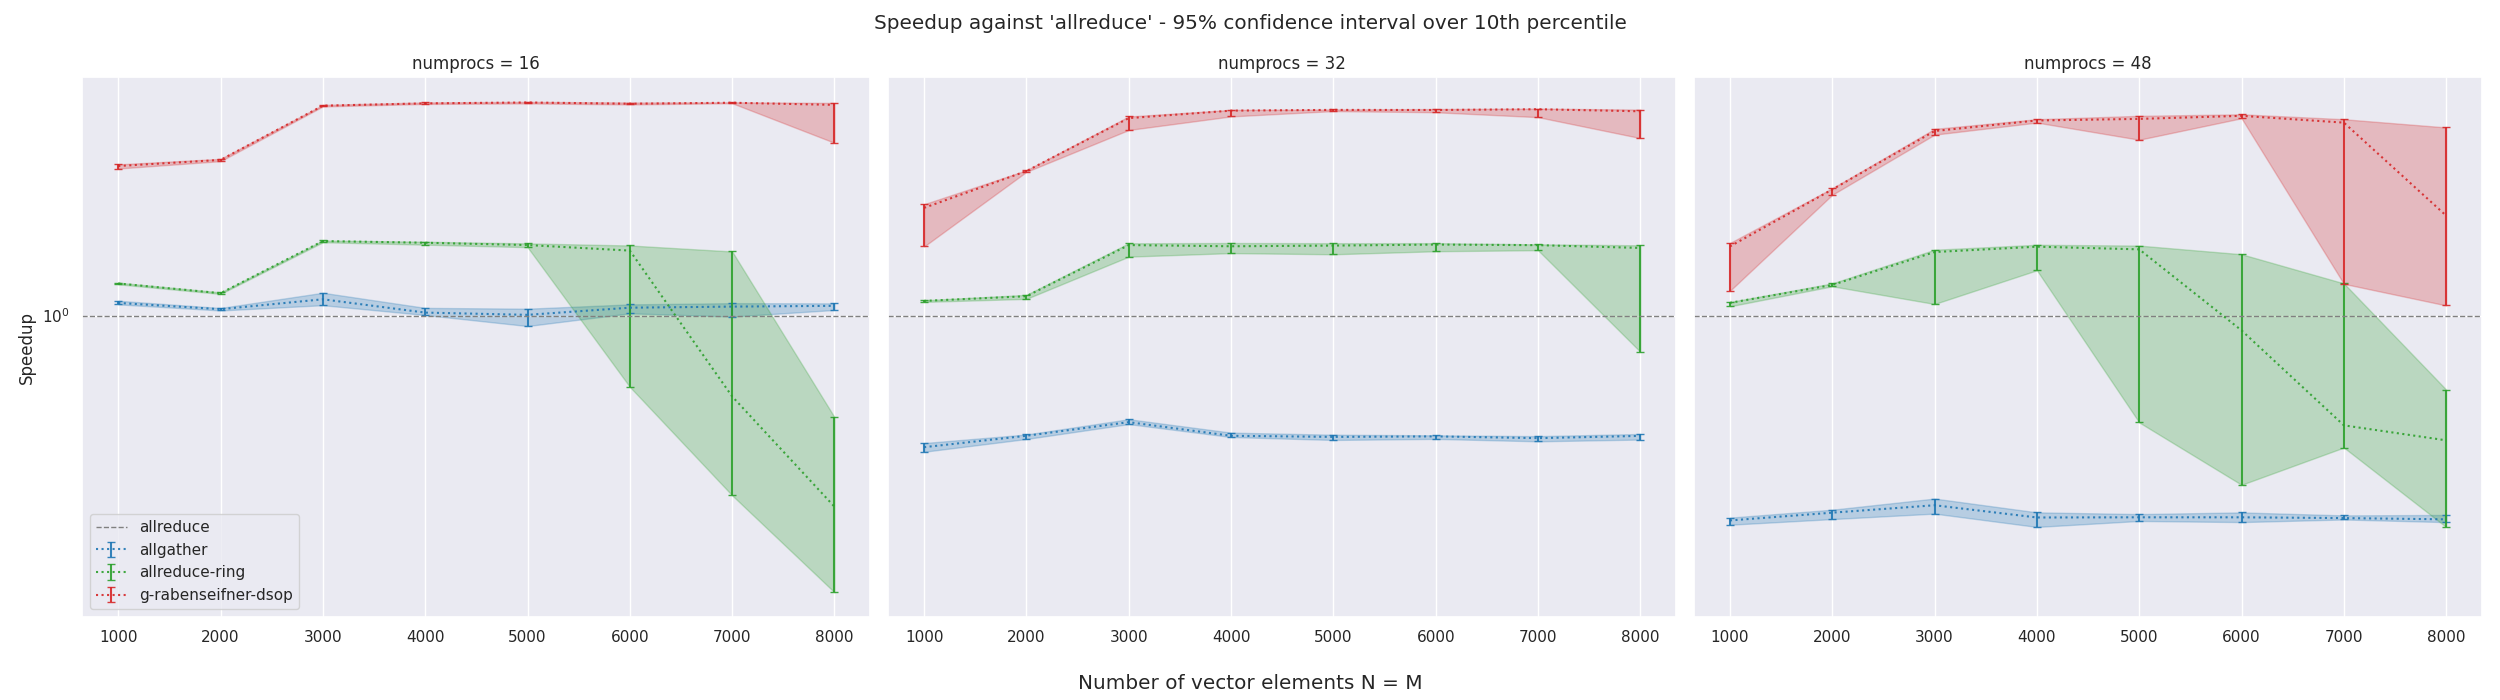 Speedup against 'allreduce' - 95% confidence interval over 10th percentile
numprocs = 16
numprocs = 32
numprocs = 48
Speedup
10⁰
allreduce
allgather
allreduce-ring
g-rabenseifner-dsop
1000 2000 3000 4000 5000 6000 7000 8000
1000 2000 3000 4000 5000 6000 7000 8000
1000 2000 3000 4000 5000 6000 7000 8000
Number of vector elements N = M